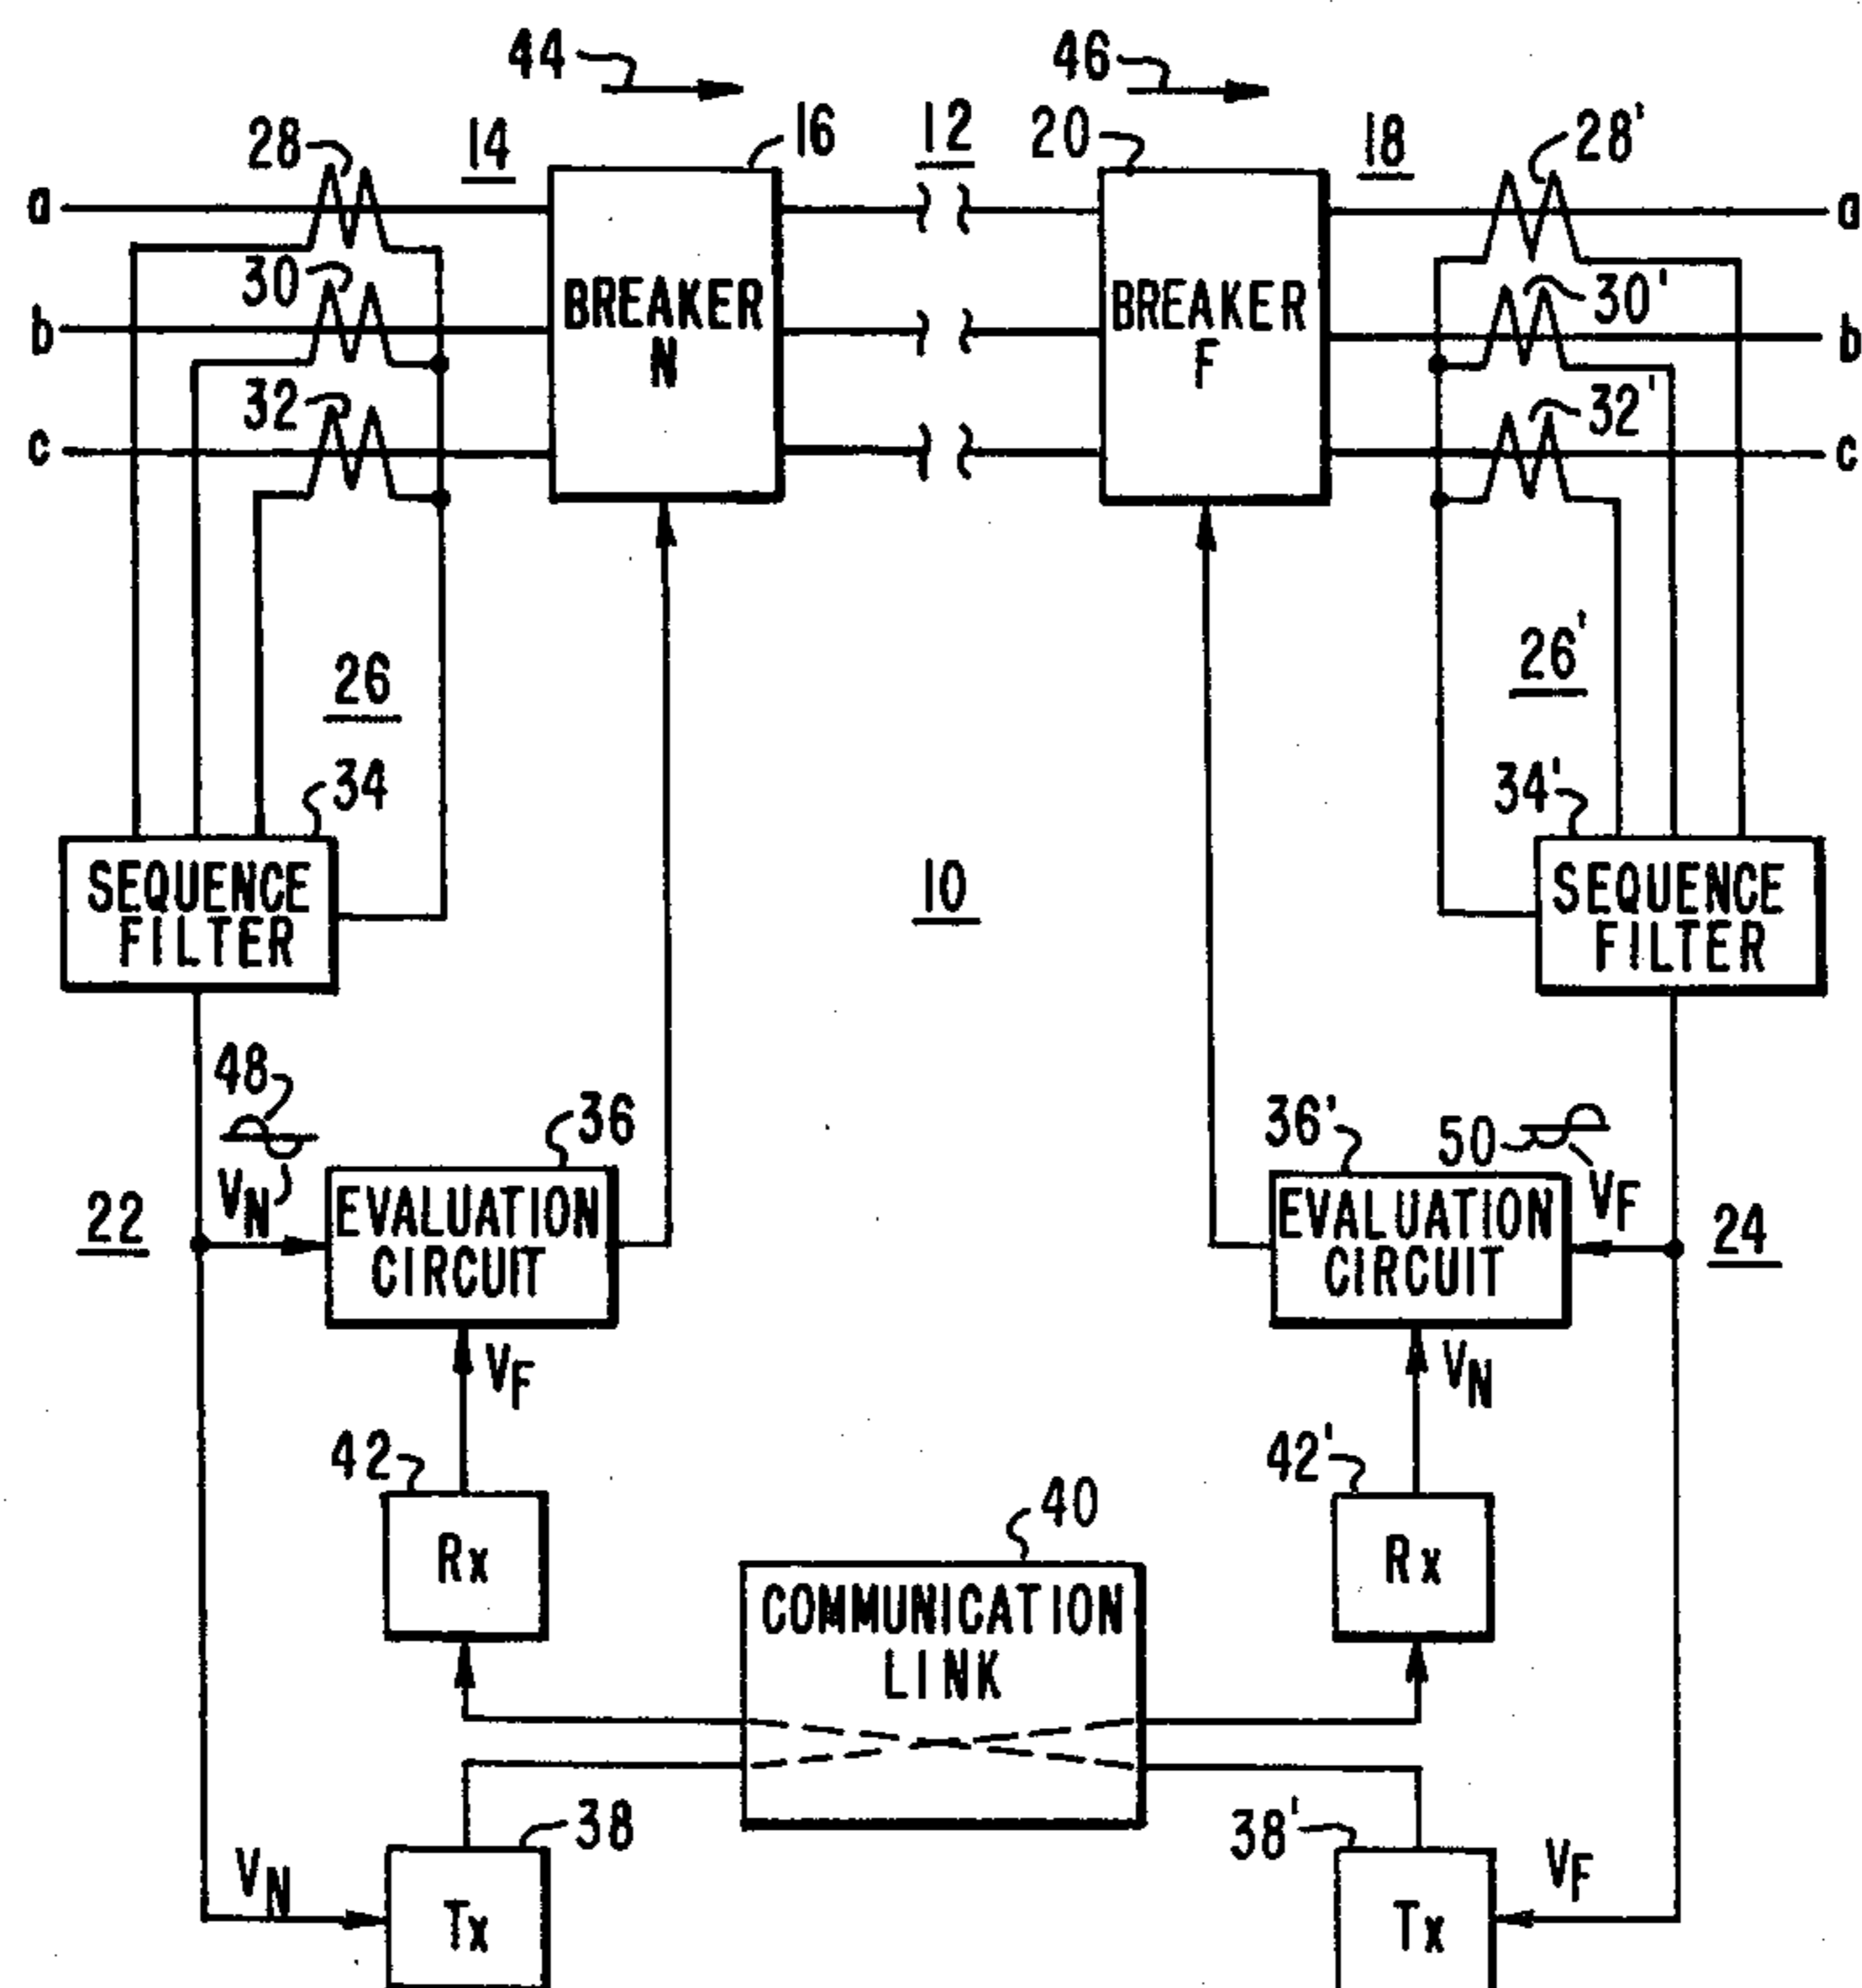 44 46
28 14 16 12 20 18 28'
a a
30 BREAKER N BREAKER F 30'
b b
32 32'
c c
26 26'
34 34'
SEQUENCE FILTER 10 SEQUENCE FILTER
48 36 36' 50
VN VF
22 EVALUATION CIRCUIT EVALUATION CIRCUIT 24
VF VN
42 42'
Rx 40 Rx
COMMUNICATION LINK
38 38'
VN VF
Tx Tx